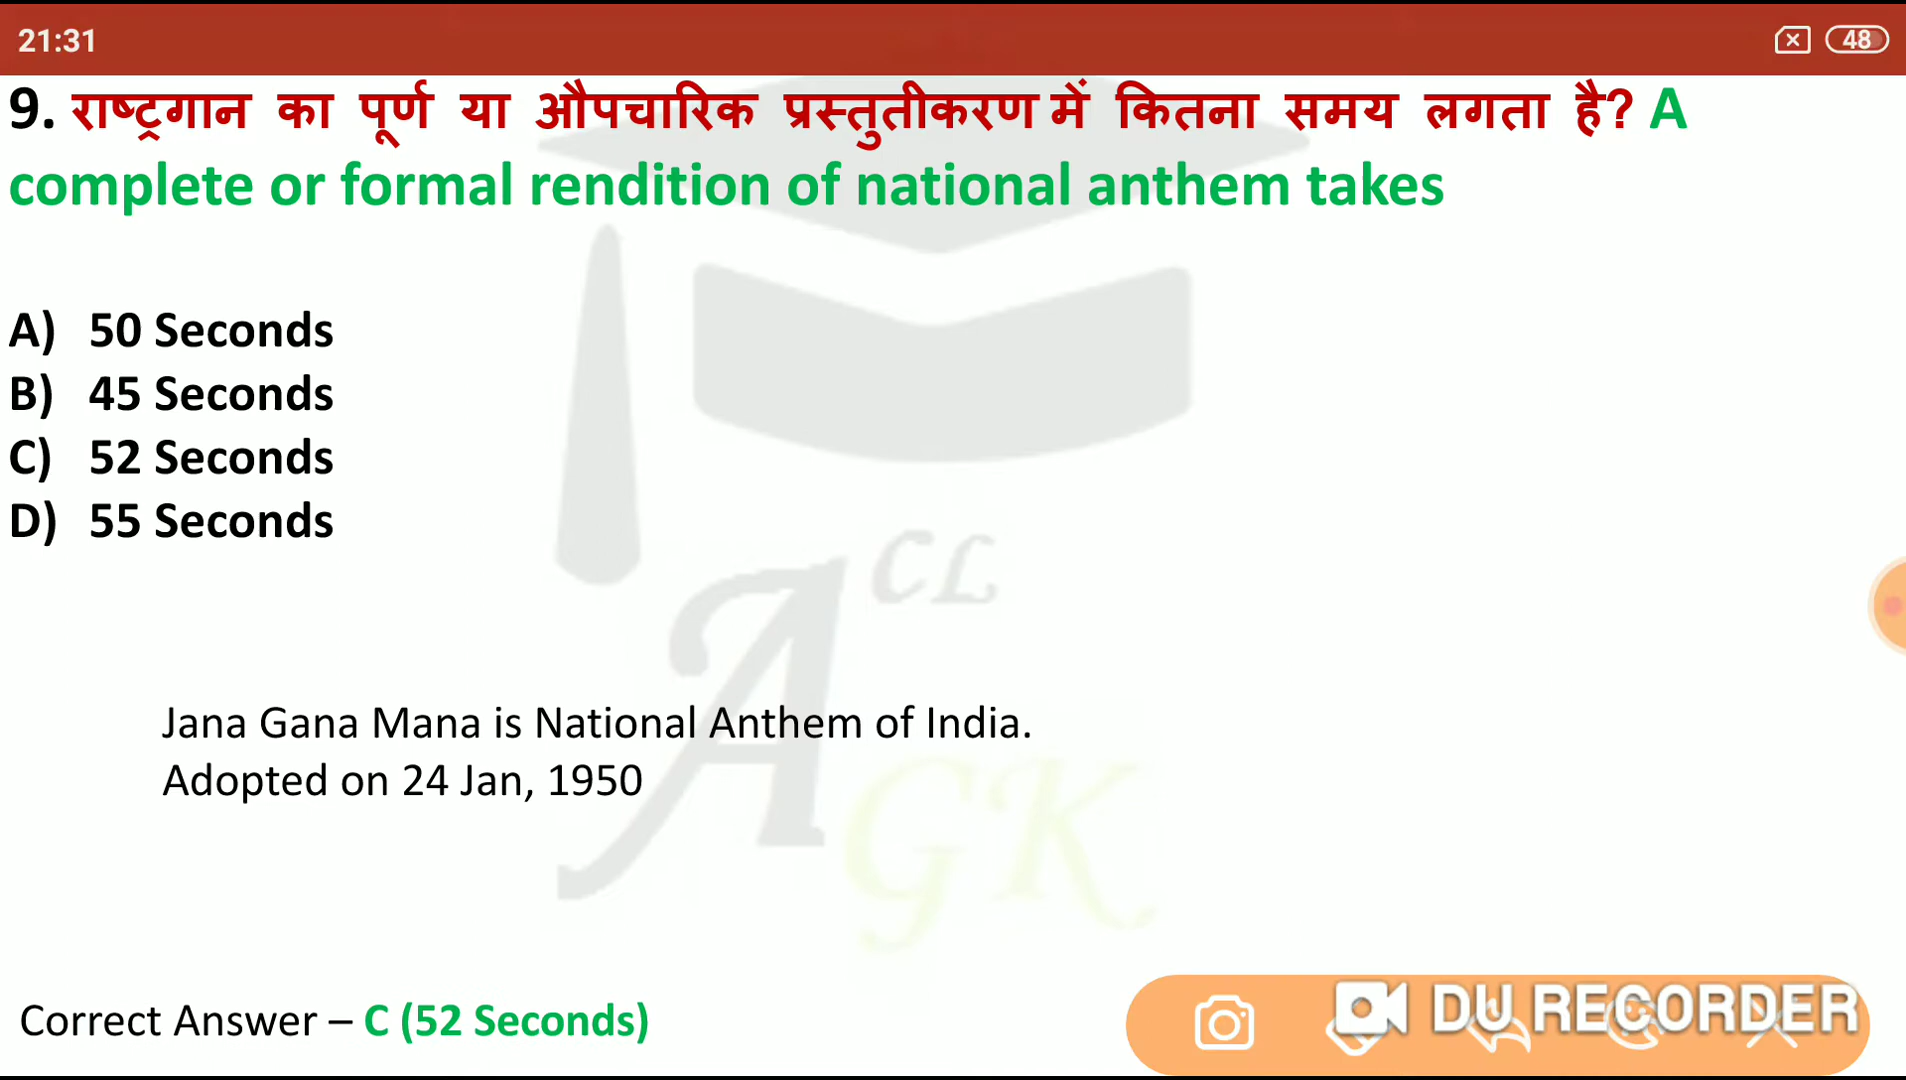 21:31
48
9. राष्ट्रगान का पूर्ण या औपचारिक प्रस्तुतीकरण में कितना समय लगता है? A
complete or formal rendition of national anthem takes
A) 50 Seconds
B) 45 Seconds
C) 52 Seconds
D) 55 Seconds
CL
A
Jana Gana Mana is National Anthem of India.
Adopted on 24 Jan, 1950
GK
Correct Answer – C (52 Seconds)
DU RECORDER